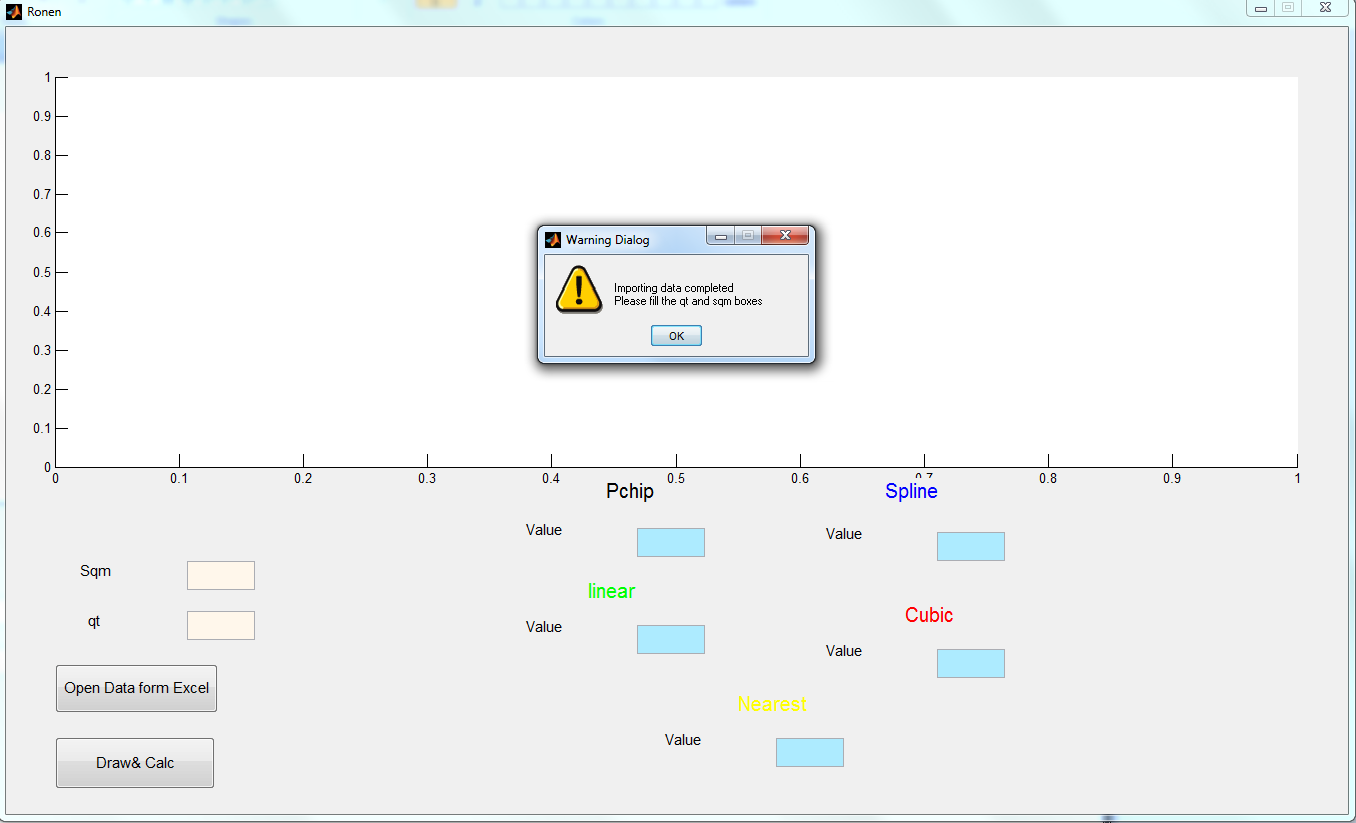 Ronen
1
0.9
0.8
0.7
0.6
0.5
0.4
0.3
0.2
0.1
0
0 0.1 0.2 0.3 0.4 0.5 0.6 0.7 0.8 0.9 1
Warning Dialog
Importing data completed
Please fill the qt and sqm boxes
OK
Pchip
Spline
Value
Value
Sqm
linear
qt
Cubic
Value
Value
Open Data form Excel
Nearest
Value
Draw& Calc